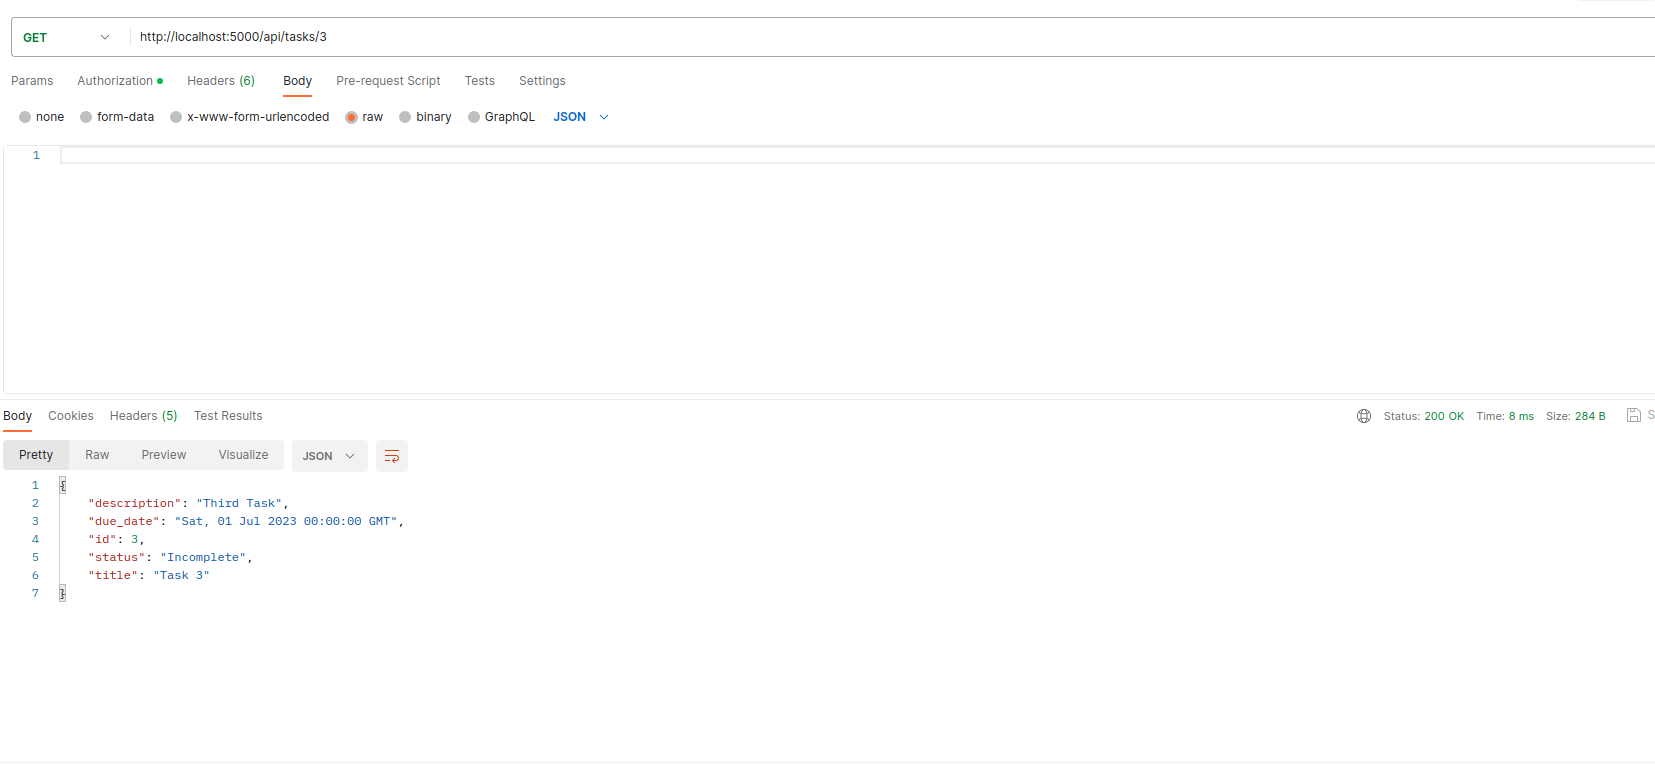 GET http://localhost:5000/api/tasks/3
Params Authorization Headers (6) Body Pre-request Script Tests Settings
none form-data x-www-form-urlencoded raw binary GraphQL JSON
1
Body Cookies Headers (5) Test Results Status: 200 OK Time: 8 ms Size: 284 B S
Pretty Raw Preview Visualize JSON
1 {
2 "description": "Third Task",
3 "due_date": "Sat, 01 Jul 2023 00:00:00 GMT",
4 "id": 3,
5 "status": "Incomplete",
6 "title": "Task 3"
7 }